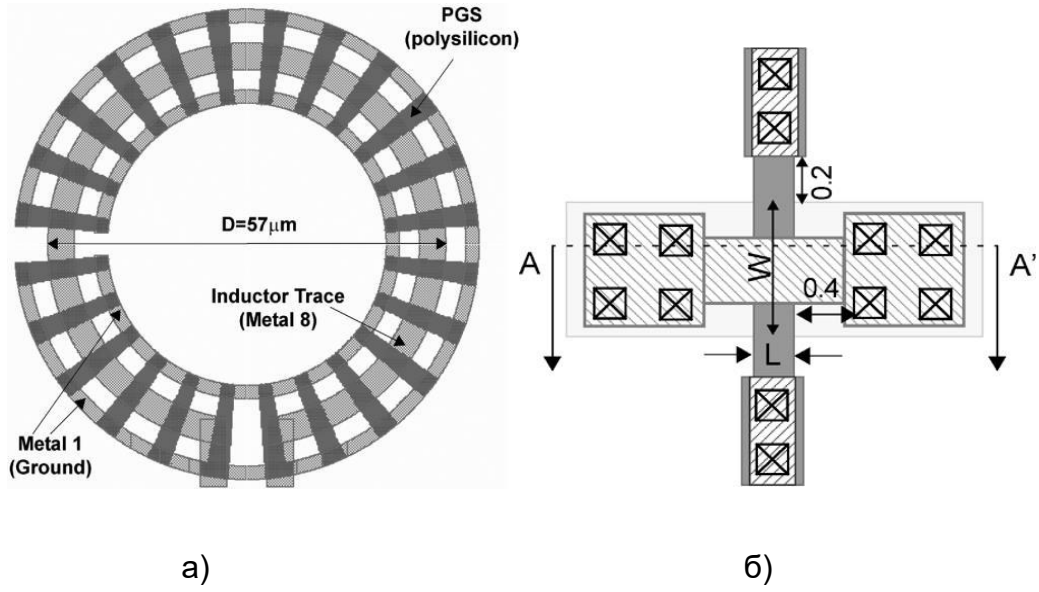 PGS
(polysilicon)
D=57μm
Inductor Trace
(Metal 8)
Metal 1
(Ground)
0.2
A
W
0.4
A'
L
а)
б)